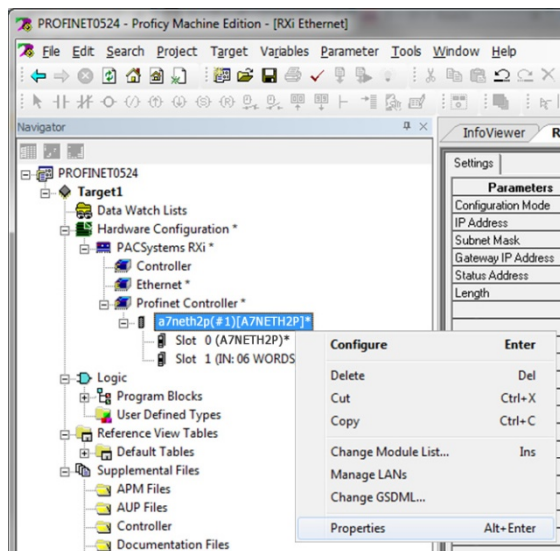 PROFINET0524 - Proficy Machine Edition - [RXi Ethernet]
File Edit Search Project Target Variables Parameter Tools Window Help
Navigator
InfoViewer R
PROFINET0524
Settings
Target1
Parameters
Data Watch Lists
Configuration Mode
Hardware Configuration *
IP Address
PACSystems RXi *
Subnet Mask
Controller
Gateway IP Address
Ethernet *
Status Address
Profinet Controller *
Length
a7neth2p(#1)[A7NETH2P]*
Slot 0 (A7NETH2P)*
Slot 1 (IN: 06 WORDS
Logic
Program Blocks
User Defined Types
Reference View Tables
Default Tables
Supplemental Files
APM Files
AUP Files
Controller
Documentation Files
Configure Enter
Delete Del
Cut Ctrl+X
Copy Ctrl+C
Change Module List... Ins
Manage LANs
Change GSDML...
Properties Alt+Enter